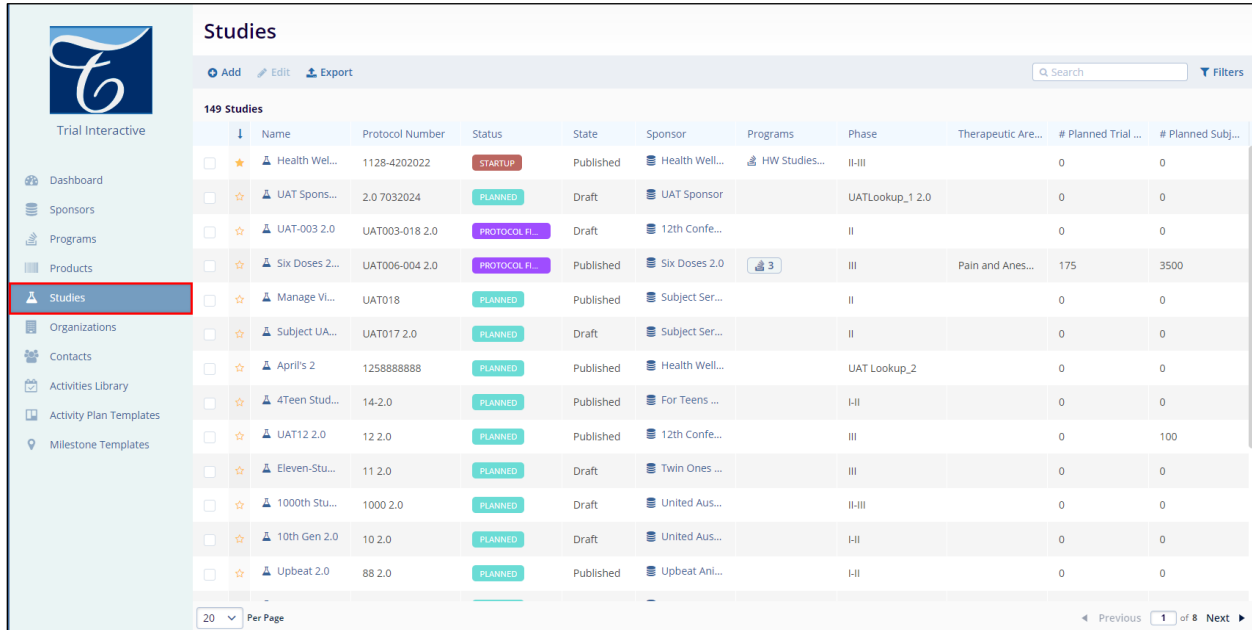 Studies
Trial Interactive
Dashboard
Sponsors
Programs
Products
Studies
Organizations
Contacts
Activities Library
Activity Plan Templates
Milestone Templates
Add Edit Export Search Filters
149 Studies
Name Protocol Number Status State Sponsor Programs Phase Therapeutic Are... # Planned Trial ... # Planned Subj...
Health Wel... 1128-4202022 STARTUP Published Health Well... HW Studies... II-III 0 0
UAT Spons... 2.0 7032024 PLANNED Draft UAT Sponsor UATLookup_1 2.0 0 0
UAT-003 2.0 UAT003-018 2.0 PROTOCOL FI... Draft 12th Confe... II 0 0
Six Doses 2... UAT006-004 2.0 PROTOCOL FI... Published Six Doses 2.0 3 III Pain and Anes... 175 3500
Manage Vi... UAT018 PLANNED Published Subject Ser... II 0 0
Subject UA... UAT017 2.0 PLANNED Draft Subject Ser... II 0 0
April's 2 1258888888 PLANNED Published Health Well... UAT Lookup_2 0 0
4Teen Stud... 14-2.0 PLANNED Published For Teens ... I-II 0 0
UAT12 2.0 12 2.0 PLANNED Published 12th Confe... III 0 100
Eleven-Stu... 11 2.0 PLANNED Draft Twin Ones ... III 0 0
1000th Stu... 1000 2.0 PLANNED Draft United Aus... II-III 0 0
10th Gen 2.0 10 2.0 PLANNED Draft United Aus... I-II 0 0
Upbeat 2.0 88 2.0 PLANNED Published Upbeat Ani... I-II 0 0
20 Per Page Previous 1 of 8 Next